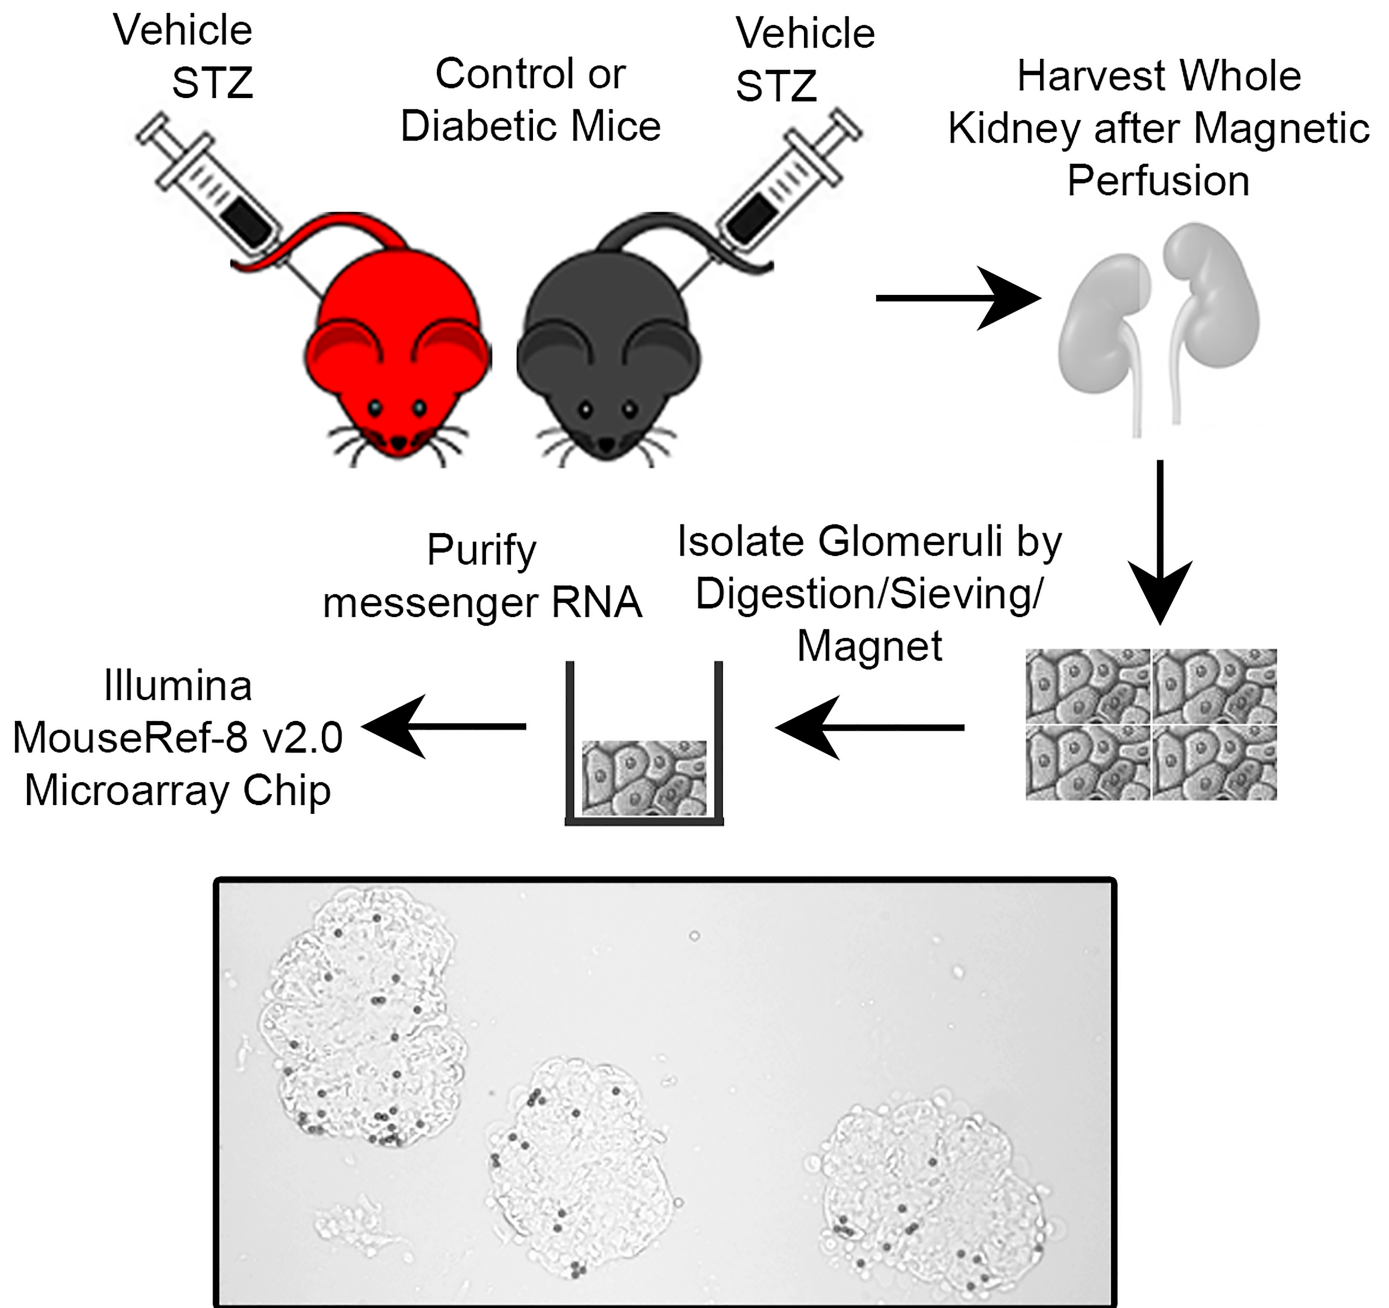 Vehicle
STZ
Control or
Diabetic Mice
Vehicle
STZ
Harvest Whole
Kidney after Magnetic
Perfusion
Isolate Glomeruli by
Digestion/Sieving/
Magnet
Purify
messenger RNA
Illumina
MouseRef-8 v2.0
Microarray Chip